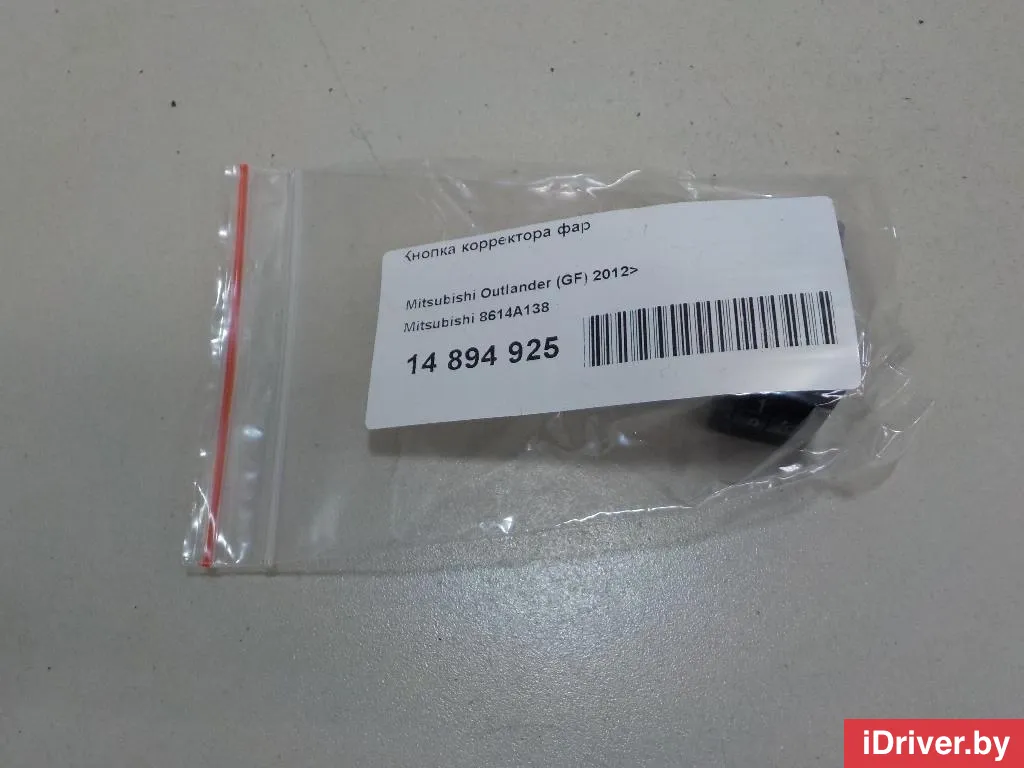 Кнопка корректора фар
Mitsubishi Outlander (GF) 2012>
Mitsubishi 8614A138
14 894 925
iDriver.by